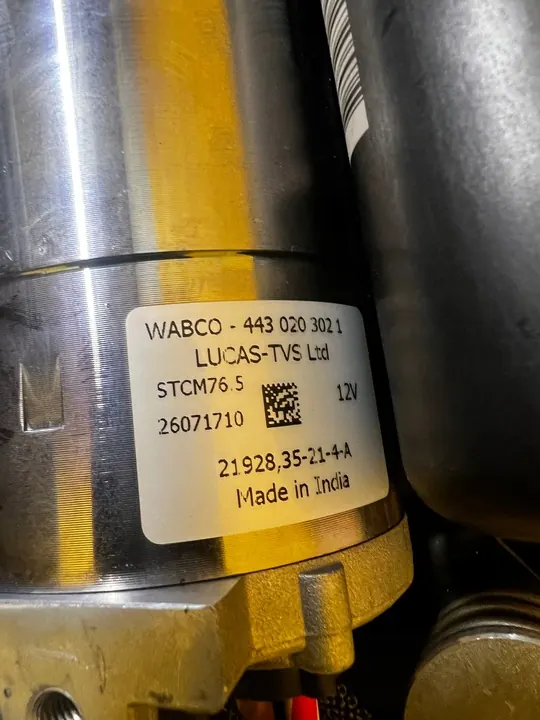 WABCO - 443 020 302 1
LUCAS-TVS Ltd
STCM76.5
12V
26071710
21928,35-21-4-A
Made in India